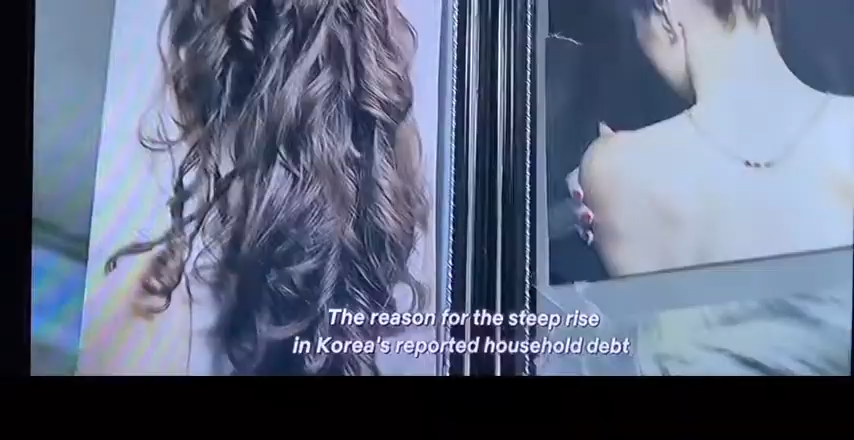 The reason for the steep rise
in Korea's reported household debt